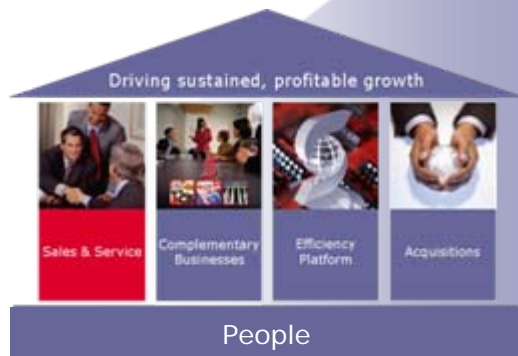 Driving sustained, profitable growth
Sales & Service
Complementary
Businesses
Efficiency
Platform
Acquisitions
People